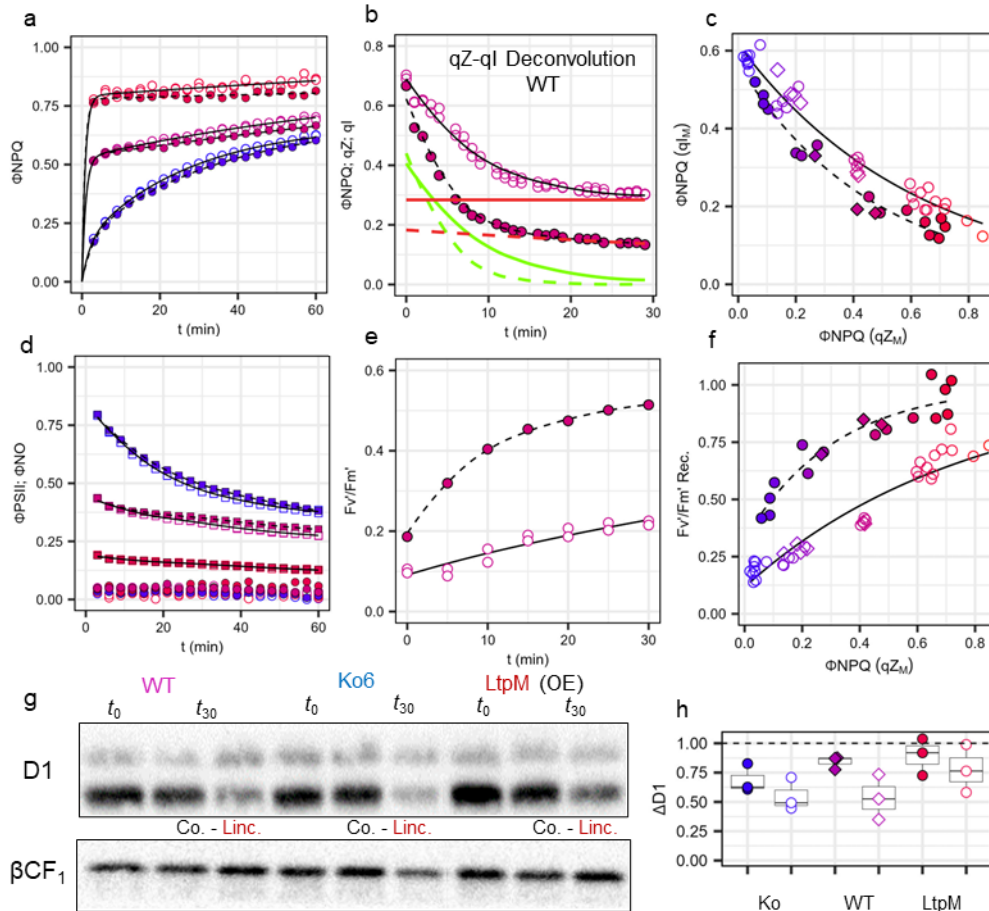 a
b
c
1.00
0.75
0.50
0.25
0.00
ΦNPQ
0
20
40
60
t (min)
0.8
0.6
0.4
0.2
0.0
ΦNPQ; qZ; qI
qZ-qI Deconvolution
WT
0
10
20
30
t (min)
0.6
0.4
0.2
0.0
ΦNPQ (qI_M)
0.0
0.2
0.4
0.6
0.8
ΦNPQ (qZ_M)
d
e
f
1.00
0.75
0.50
0.25
0.00
ΦPSII; ΦNO
0
20
40
60
t (min)
0.6
0.4
0.2
0.0
Fv/Fm'
0
10
20
30
t (min)
1.00
0.75
0.50
0.25
0.00
Fv'/Fm' Rec.
0.0
0.2
0.4
0.6
0.8
ΦNPQ (qZ_M)
g
WT
Ko6
LtpM (OE)
t0 t30 t0 t30 t0 t30
D1
Co. - Linc. Co. - Linc. Co. - Linc.
βCF1
h
1.00
0.75
0.50
0.25
0.00
ΔD1
Ko
WT
LtpM